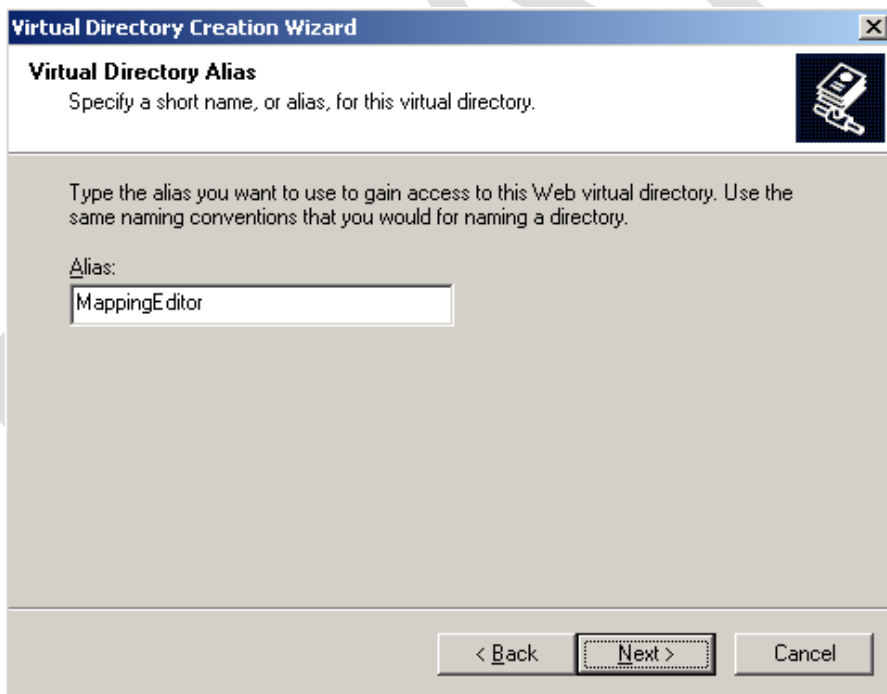 Virtual Directory Creation Wizard
Virtual Directory Alias
Specify a short name, or alias, for this virtual directory.
Type the alias you want to use to gain access to this Web virtual directory. Use the
same naming conventions that you would for naming a directory.
Alias:
MappingEditor
< Back Next > Cancel